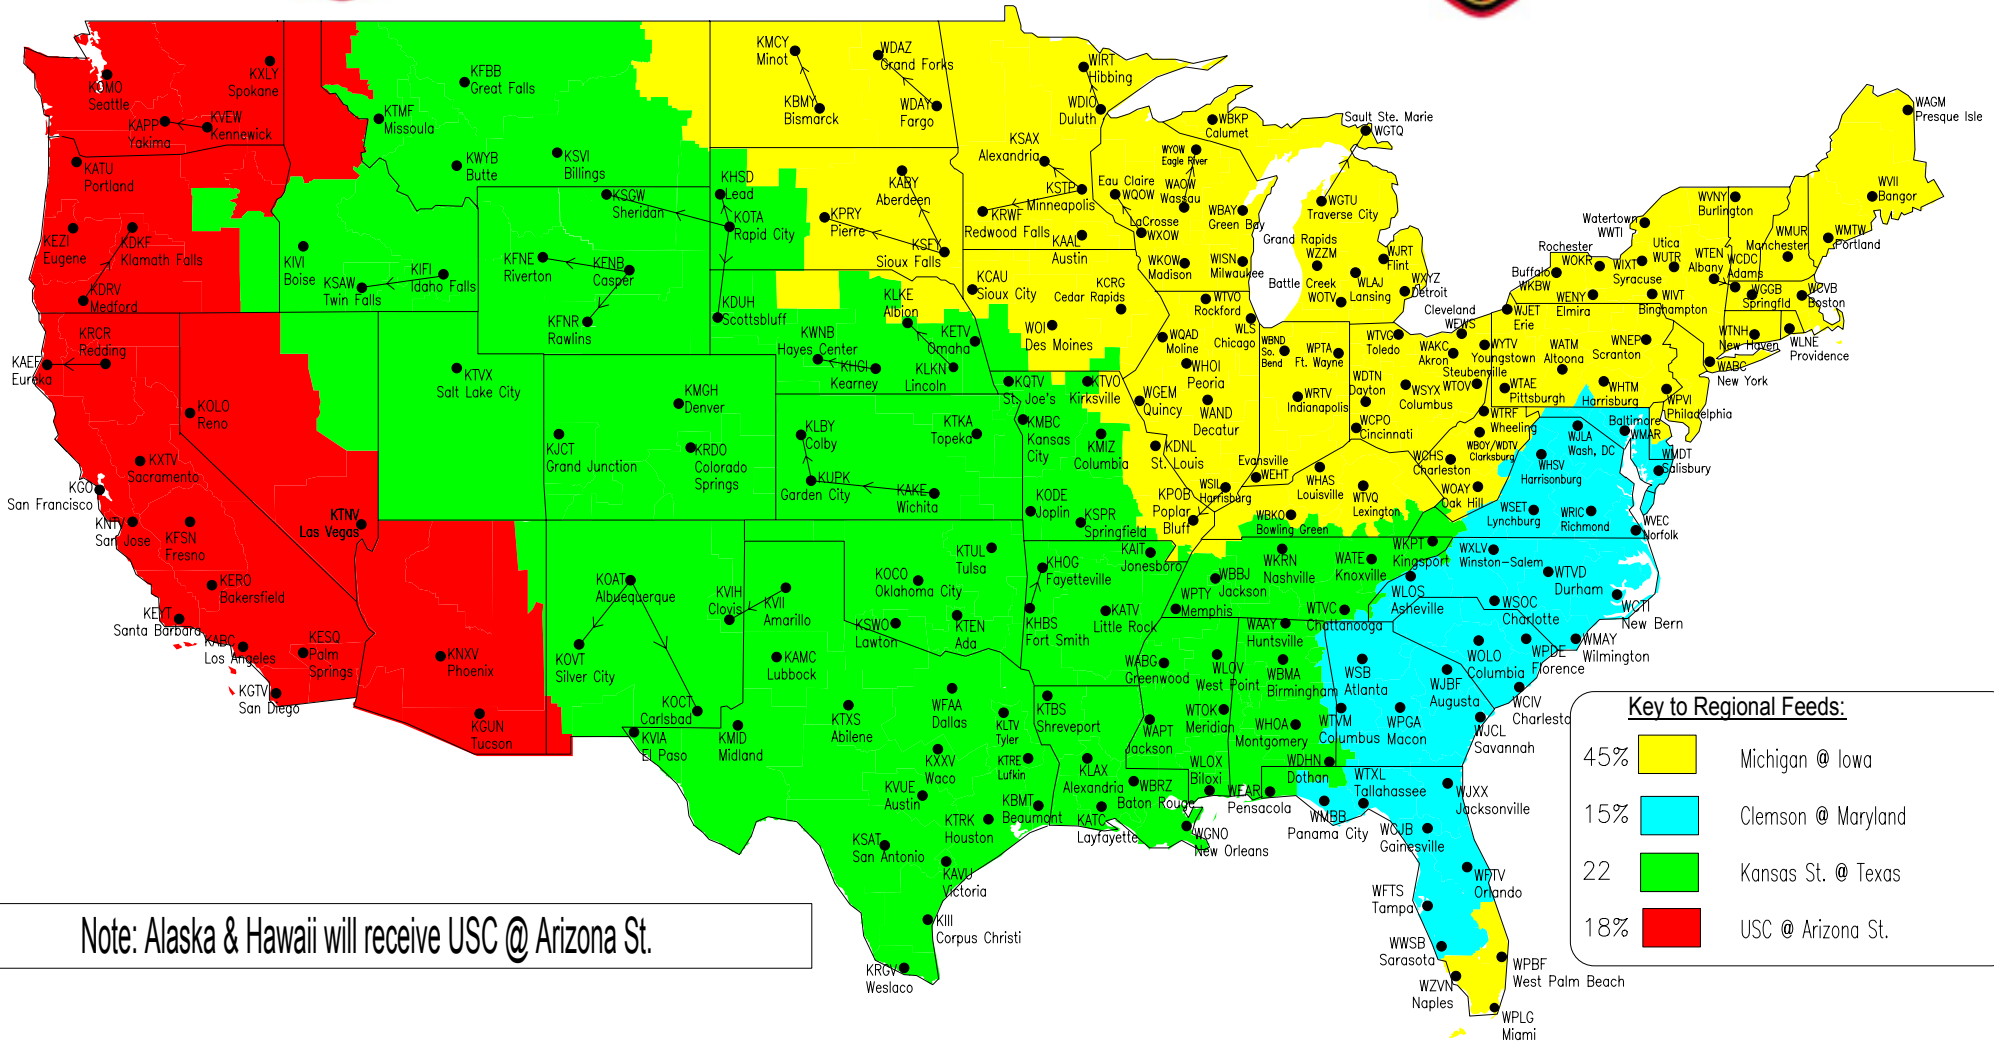 KOMO
Seattle
KXLY
Spokane
KAPP
Yakima
KVEW
Kennewick
KATU
Portland
KEZI
Eugene
KDKF
Klamath Falls
KDRV
Medford
KRCR
Redding
KAEF
Eureka
KOLO
Reno
KXTV
Sacramento
KGO
San Francisco
KNTV
San Jose
KFSN
Fresno
KTNV
Las Vegas
KERO
Bakersfield
KEYT
Santa Barbara
KABC
Los Angeles
KESQ
Palm
Springs
KGTV
San Diego
KNXV
Phoenix
KGUN
Tucson
KFBB
Great Falls
KTMF
Missoula
KWYB
Butte
KSVI
Billings
KIVI
Boise
KSAW
Twin Falls
KIFI
Idaho Falls
KSGW
Sheridan
KFNE
Riverton
KFNB
Casper
KFNR
Rawlins
KTVX
Salt Lake City
KMGH
Denver
KJCT
Grand Junction
KRDO
Colorado
Springs
KOAT
Albuequerque
KOVT
Silver City
KOCT
Carlsbad
KVIH
Clovis
KVII
Amarillo
KMCY
Minot
WDAZ
Grand Forks
KBMY
Bismarck
WDAY
Fargo
KHSD
Lead
KOTA
Rapid City
KPRY
Pierre
KABY
Aberdeen
KSFY
Sioux Falls
KDUH
Scottsbluff
KLKE
Albion
KWNB
Hayes Center
KHGI
Kearney
KETV
Omaha
KLKN
Lincoln
KLBY
Colby
KTKA
Topeka
KUPK
Garden City
KAKE
Wichita
KTUL
Tulsa
KOCO
Oklahoma City
KSWO
Lawton
KTEN
Ada
KAMC
Lubbock
KVIA
El Paso
KMID
Midland
KTXS
Abilene
WFAA
Dallas
KLTV
Tyler
KXXV
Waco
KTRE
Lufkin
KVUE
Austin
KBMT
Beaumont
KTRK
Houston
KSAT
San Antonio
KAVU
Victoria
KIII
Corpus Christi
KRGV
Weslaco
WIRT
Hibbing
WDIO
Duluth
KSAX
Alexandria
KSTP
Minneapolis
KRWF
Redwood Falls
KAAL
Austin
KCAU
Sioux City
KCRG
Cedar Rapids
WOI
Des Moines
KQTV
St. Joe's
KTVO
Kirksville
KMBC
Kansas
City
KMIZ
Columbia
KODE
Joplin
KSPR
Springfield
KDNL
St. Louis
KPOB
Poplar
Bluff
KAIT
Jonesboro
KHOG
Fayetteville
KHBS
Fort Smith
KATV
Little Rock
KTBS
Shreveport
KLAX
Alexandria
WBRZ
Baton Rouge
KATC
Layfayette
WGNO
New Orleans
WBKP
Calumet
WYOW
Eagle River
Eau Claire
WQOW
WAOW
Wassau
LaCrosse
WXOW
WBAY
Green Bay
WKOW
Madison
WISN
Milwaukee
Sault Ste. Marie
WGTQ
WGTU
Traverse City
Grand Rapids
WZZM
WJRT
Flint
Battle Creek
WOTV
WLAJ
Lansing
WXYZ
Detroit
WTVO
Rockford
WQAD
Moline
WLS
Chicago
WHOI
Peoria
WGEM
Quincy
WAND
Decatur
WSIL
Harrisburg
WBND
So.
Bend
WPTA
Ft. Wayne
WRTV
Indianapolis
Evansville
WEHT
WTVG
Toledo
Cleveland
WEWS
WAKC
Akron
WYTV
Youngstown
Steubenville
WTOV
WDTN
Dayton
WSYX
Columbus
WCPO
Cincinnati
WHAS
Louisville
WTVQ
Lexington
WBKO
Bowling Green
WCHS
Charleston
WOAY
Oak Hill
WBOY/WDTV
Clarksburg
WTRF
Wheeling
WJET
Erie
WTAE
Pittsburgh
WATM
Altoona
WNEP
Scranton
WHTM
Harrisburg
WPVI
Philadelphia
Buffalo
WKBW
Rochester
WOKR
WENY
Elmira
WIXT
Syracuse
WIVT
Binghampton
Watertown
WWTI
Utica
WUTR
WTEN
Albany
WCDC
Adams
WABC
New York
WVNY
Burlington
WMUR
Manchester
WMTW
Portland
WAGM
Presque Isle
WVII
Bangor
WGGB
Springfld
WCVB
Boston
WTNH
New Haven
WLNE
Providence
Baltimore
WMAR
WJLA
Wash, DC
WMDT
Salisbury
WHSV
Harrisonburg
WSET
Lynchburg
WRIC
Richmond
WVEC
Norfolk
WKPT
Kingsport
WXLV
Winston-Salem
WTVD
Durham
WLOS
Asheville
WSOC
Charlotte
WCTI
New Bern
WMAY
Wilmington
WOLO
Columbia
WPDE
Florence
WCIV
Charlesto
WKRN
Nashville
WATE
Knoxville
WBBJ
Jackson
WPTY
Memphis
WTVC
Chattanooga
WAAY
Huntsville
WABG
Greenwood
WLOV
West Point
WBMA
Birmingham
WTOK
Meridian
WAPT
Jackson
WHOA
Montgomery
WLOX
Biloxi
WDHN
Dothan
WEAR
Pensacola
WSB
Atlanta
WJBF
Augusta
WTVM
Columbus
WPGA
Macon
WJCL
Savannah
WTXL
Tallahassee
WMBB
Panama City
WJXX
Jacksonville
WCJB
Gainesville
WFTV
Orlando
WFTS
Tampa
WWSB
Sarasota
WPBF
West Palm Beach
WZVN
Naples
WPLG
Miami
Key to Regional Feeds:
45% Michigan @ Iowa
15% Clemson @ Maryland
22 Kansas St. @ Texas
18% USC @ Arizona St.
Note: Alaska & Hawaii will receive USC @ Arizona St.